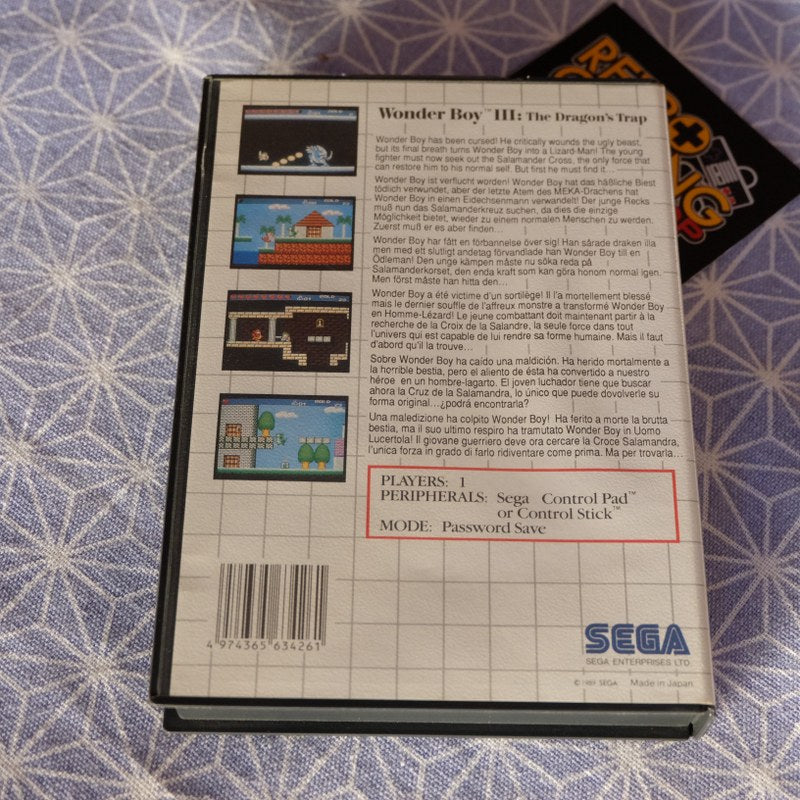 Wonder Boy™ III: The Dragon's Trap
Wonder Boy has been cursed! He critically wounds the ugly beast,
but its final breath turns Wonder Boy into a Lizard-Man! The young
fighter must now seek out the Salamander Cross, the only force that
can restore him to his normal self. But first he must find it...
Wonder Boy ist verflucht worden! Wonder Boy hat das häßliche Biest
tödlich verwundet, aber der letzte Atem des MEKA-Drachens hat
Wonder Boy in einen Eidechsenmann verwandelt! Der junge Recks
muß nun das Salamanderkreuz suchen, da dies die einzige
Möglichkeit bietet, wieder zu einem normalen Menschen zu werden.
Zuerst muß er es aber finden...
Wonder Boy har fått en förbannelse över sig! Han sårade draken illa
men med ett slutligt andetag förvandlade han Wonder Boy till en
Ödleman! Den unge kämpen måste nu söka reda på
Salamanderkorset, den enda kraft som kan göra honom normal igen.
Men först måste han hitta den...
Wonder Boy a été victime d'un sortilège! Il l'a mortellement blessé
mais le dernier souffle de l'affreux monstre a transformé Wonder Boy
en Homme-Lézard! Le jeune combattant doit maintenant partir à la
recherche de la Croix de la Salandre, la seule force dans tout
l'univers qui est capable de lui rendre sa forme humaine. Mais il faut
d'abord qu'il la trouve...
Sobre Wonder Boy ha caído una maldición. Ha herido mortalmente a
la horrible bestia, pero el aliento de ésta ha convertido a nuestro
héroe en un hombre-lagarto. El joven luchador tiene que buscar
ahora la Cruz de la Salamandra, lo único que puede dovolverle su
forma original...¿podrá encontrarla?
Una maledizione ha colpito Wonder Boy! Ha ferito a morte la brutta
bestia, ma il suo ultimo respiro ha tramutato Wonder Boy in Uomo
Lucertola! Il giovane guerriero deve ora cercare la Croce Salamandra,
l'unica forza in grado di farlo ridiventare come prima. Ma per trovarla...
PLAYERS: 1
PERIPHERALS: Sega Control Pad™
or Control Stick™
MODE: Password Save
4 974365 634261
SEGA
SEGA ENTERPRISES LTD.
© 1989 SEGA Made in Japan